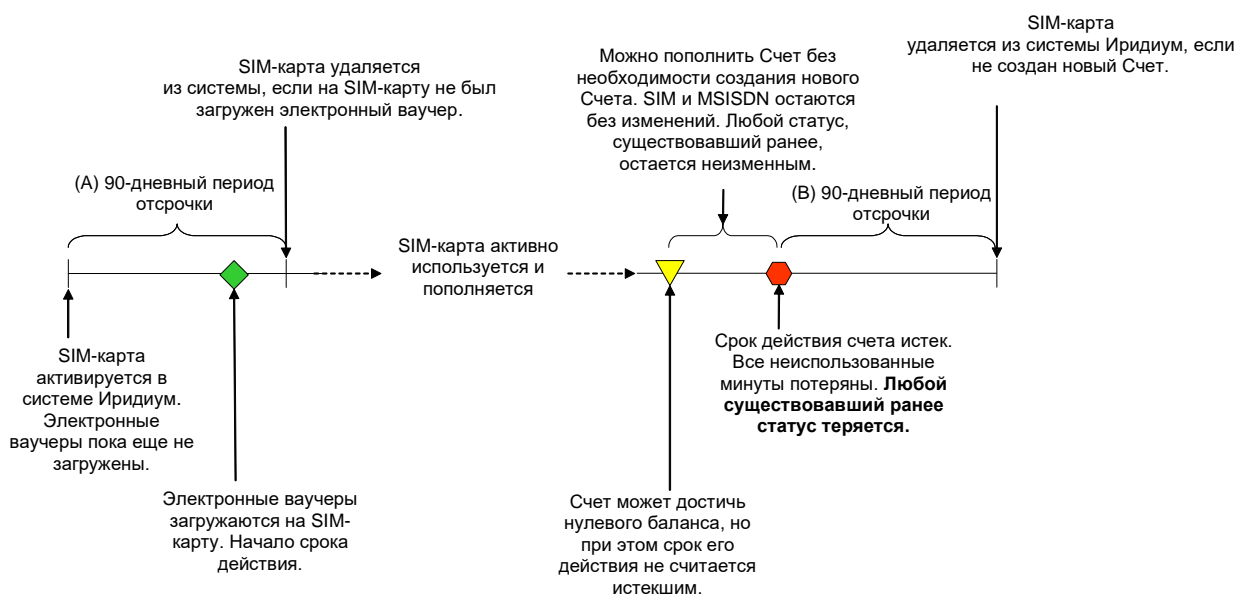 SIM-карта
удаляется из системы Иридиум, если
не создан новый Счет.
Можно пополнить Счет без
необходимости создания нового
Счета. SIM и MSISDN остаются
без изменений. Любой статус,
существовавший ранее,
остается неизменным.
SIM-карта удаляется
из системы, если на SIM-карту не был
загружен электронный ваучер.
(A) 90-дневный период
отсрочки
(B) 90-дневный период
отсрочки
SIM-карта активно
используется и
пополняется
SIM-карта
активируется в
системе Иридиум.
Электронные
ваучеры пока еще не
загружены.
Срок действия счета истек.
Все неиспользованные
минуты потеряны. Любой
существовавший ранее
статус теряется.
Электронные ваучеры
загружаются на SIM-
карту. Начало срока
действия.
Счет может достичь
нулевого баланса, но
при этом срок его
действия не считается
истекшим.